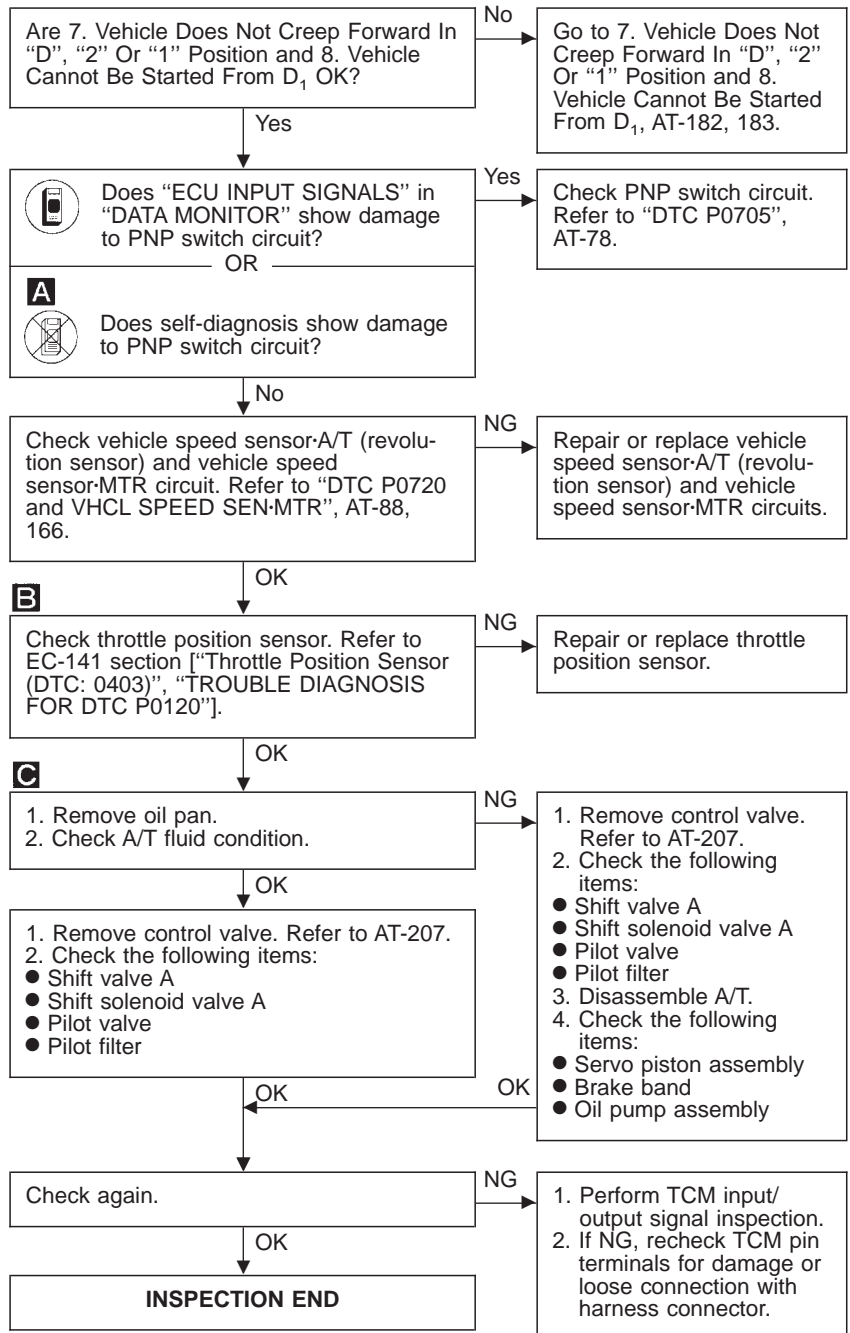 Are 7. Vehicle Does Not Creep Forward In
“D”, “2” Or “1” Position and 8. Vehicle
Cannot Be Started From D1 OK?
No
Go to 7. Vehicle Does Not
Creep Forward In “D”, “2”
Or “1” Position and 8.
Vehicle Cannot Be Started
From D1, AT-182, 183.
Yes
Does “ECU INPUT SIGNALS” in
“DATA MONITOR” show damage
to PNP switch circuit?
Yes
Check PNP switch circuit.
Refer to “DTC P0705”,
AT-78.
OR
A
Does self-diagnosis show damage
to PNP switch circuit?
No
Check vehicle speed sensor·A/T (revolu-
tion sensor) and vehicle speed
sensor·MTR circuit. Refer to “DTC P0720
and VHCL SPEED SEN·MTR”, AT-88,
166.
NG
Repair or replace vehicle
speed sensor·A/T (revolu-
tion sensor) and vehicle
speed sensor·MTR circuits.
OK
B
Check throttle position sensor. Refer to
EC-141 section [“Throttle Position Sensor
(DTC: 0403)”, “TROUBLE DIAGNOSIS
FOR DTC P0120”].
NG
Repair or replace throttle
position sensor.
OK
C
1. Remove oil pan.
2. Check A/T fluid condition.
NG
1. Remove control valve.
Refer to AT-207.
2. Check the following
items:
● Shift valve A
● Shift solenoid valve A
● Pilot valve
● Pilot filter
3. Disassemble A/T.
4. Check the following
items:
● Servo piston assembly
● Brake band
● Oil pump assembly
OK
1. Remove control valve. Refer to AT-207.
2. Check the following items:
● Shift valve A
● Shift solenoid valve A
● Pilot valve
● Pilot filter
OK
OK
Check again.
NG
1. Perform TCM input/
output signal inspection.
2. If NG, recheck TCM pin
terminals for damage or
loose connection with
harness connector.
OK
INSPECTION END